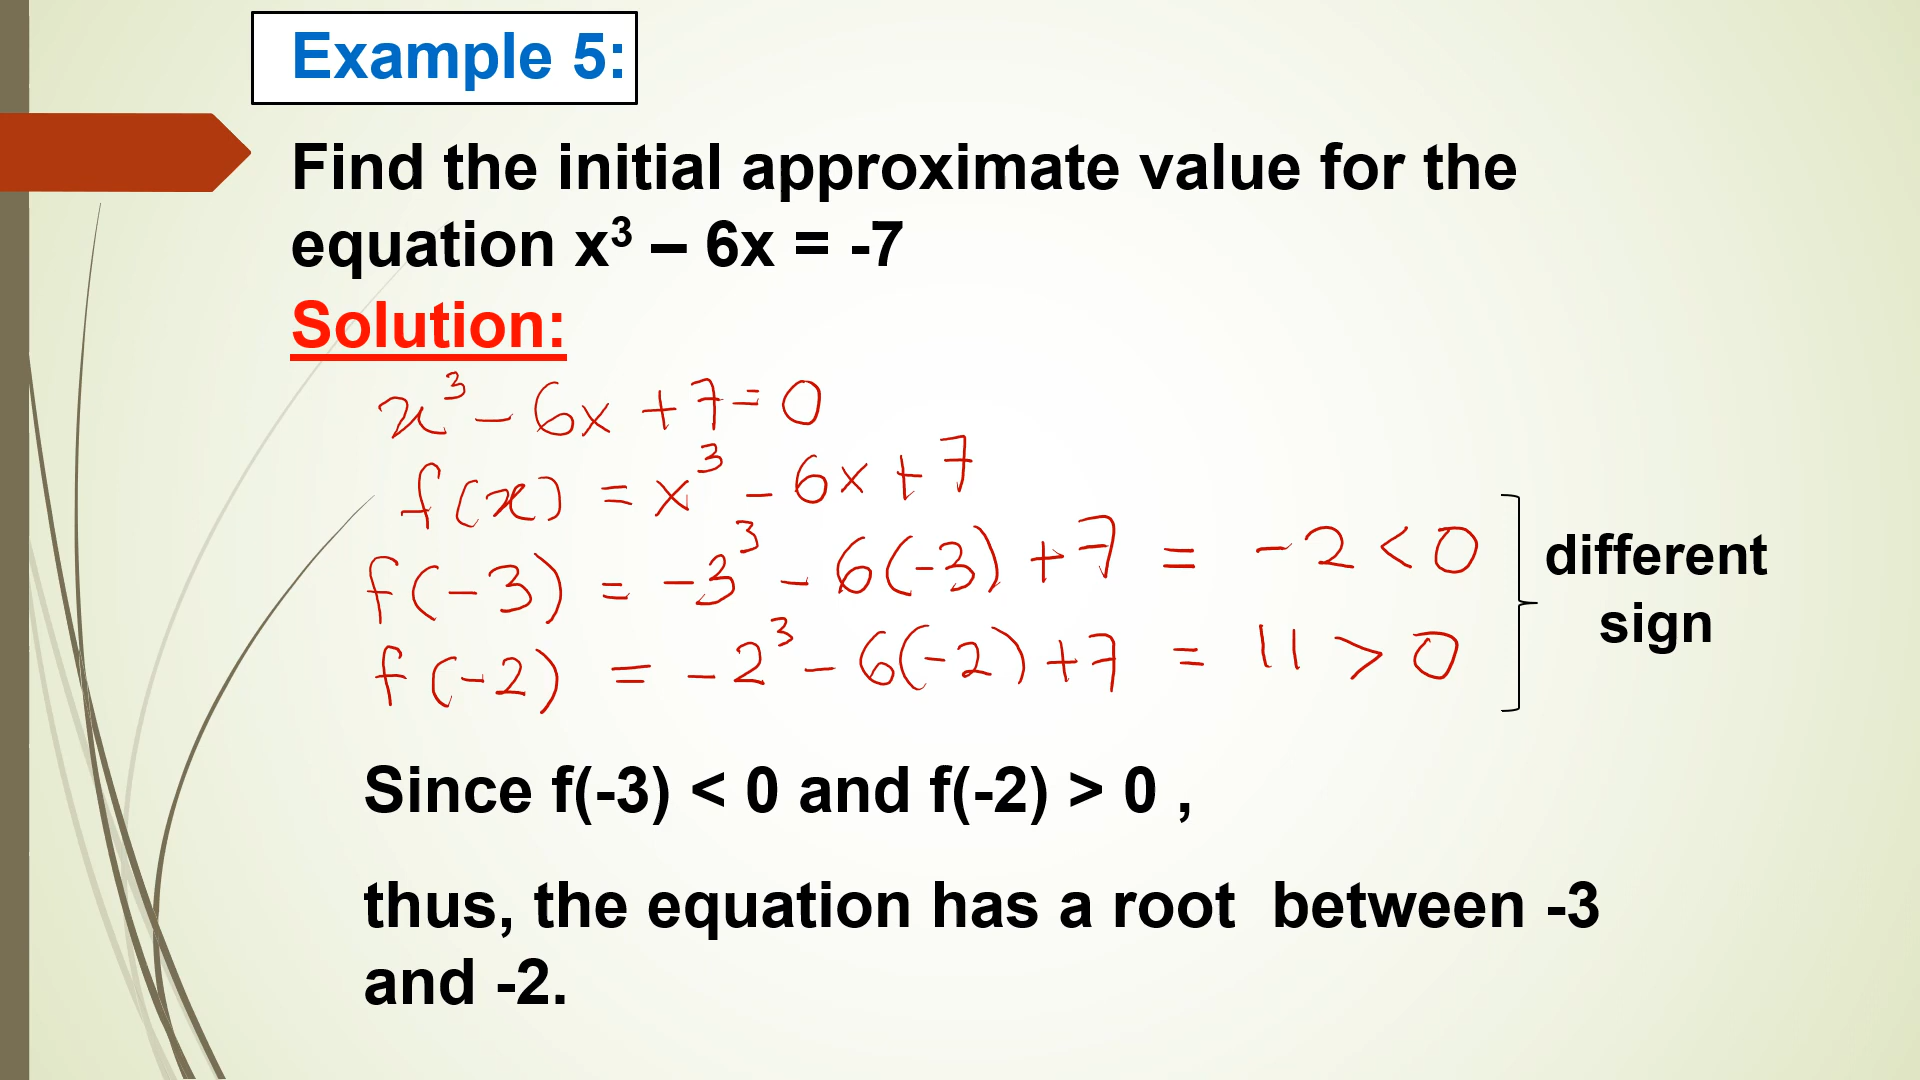 Example 5:
Find the initial approximate value for the
equation x³ – 6x = -7
Solution:
x³ - 6x + 7 = 0
f(x) = x³ - 6x + 7
f(-3) = -3³ - 6(-3) + 7 = -2 < 0
f(-2) = -2³ - 6(-2) + 7 = 11 > 0
different
sign
Since f(-3) < 0 and f(-2) > 0 ,
thus, the equation has a root between -3
and -2.